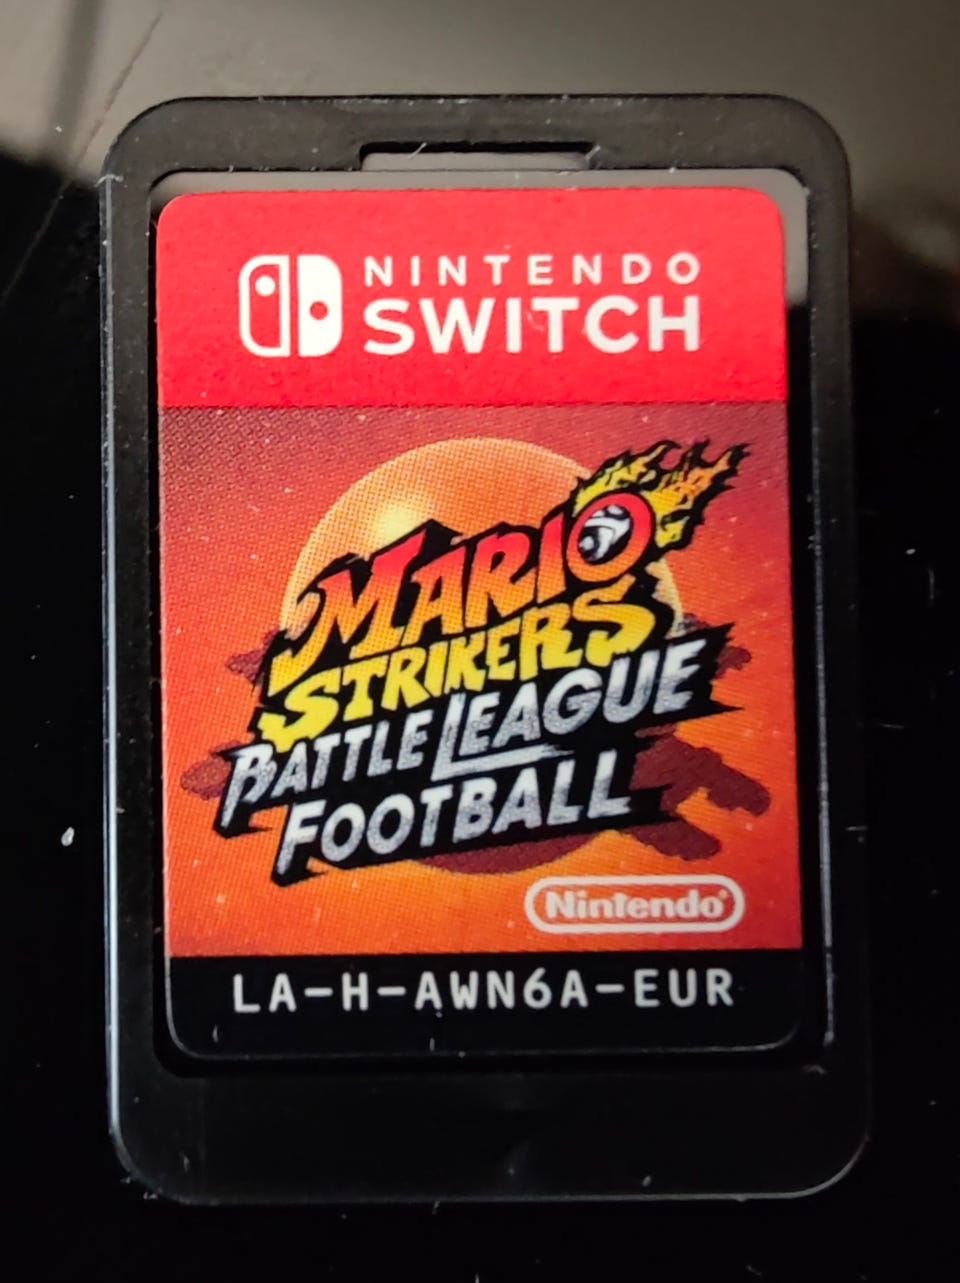 NINTENDO
SWITCH
MARIO
STRIKERS
BATTLE LEAGUE
FOOTBALL
Nintendo
LA-H-AWN6A-EUR